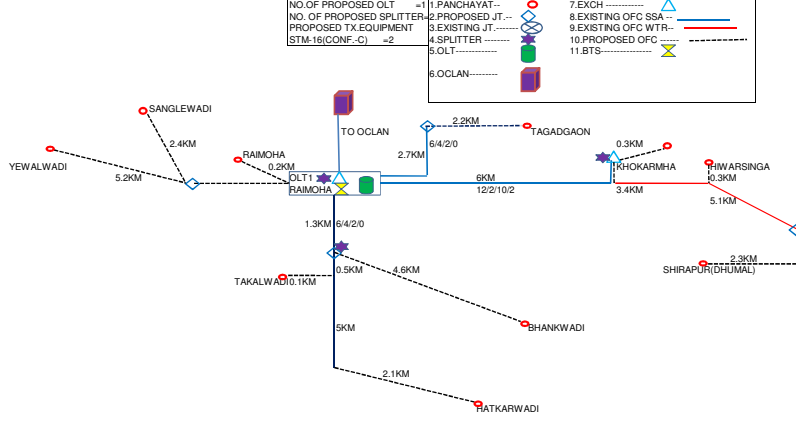 NO.OF PROPOSED OLT =1
NO. OF PROPOSED SPLITTER=2
PROPOSED TX.EQUIPMENT
STM-16(CONF.-C) =2
1.PANCHAYAT--
2.PROPOSED JT.--
3.EXISTING JT.-------
4.SPLITTER --------
5.OLT-------------
6.OCLAN---------
7.EXCH ------------
8.EXISTING OFC SSA --
9.EXISTING OFC WTR--
10.PROPOSED OFC ------
11.BTS----------------
SANGLEWADI
2.4KM
YEWALWADI
5.2KM
RAIMOHA
0.2KM
TO OCLAN
OLT1
RAIMOHA
2.2KM
TAGADGAON
6/4/2/0
2.7KM
6KM
12/2/10/2
0.3KM
KHOKARMHA
3.4KM
HIWARSINGA
0.3KM
5.1KM
2.3KM
SHIRAPUR(DHUMAL)
1.3KM 6/4/2/0
0.5KM
TAKALWADI 0.1KM
4.6KM
BHANKWADI
5KM
2.1KM
HATKARWADI